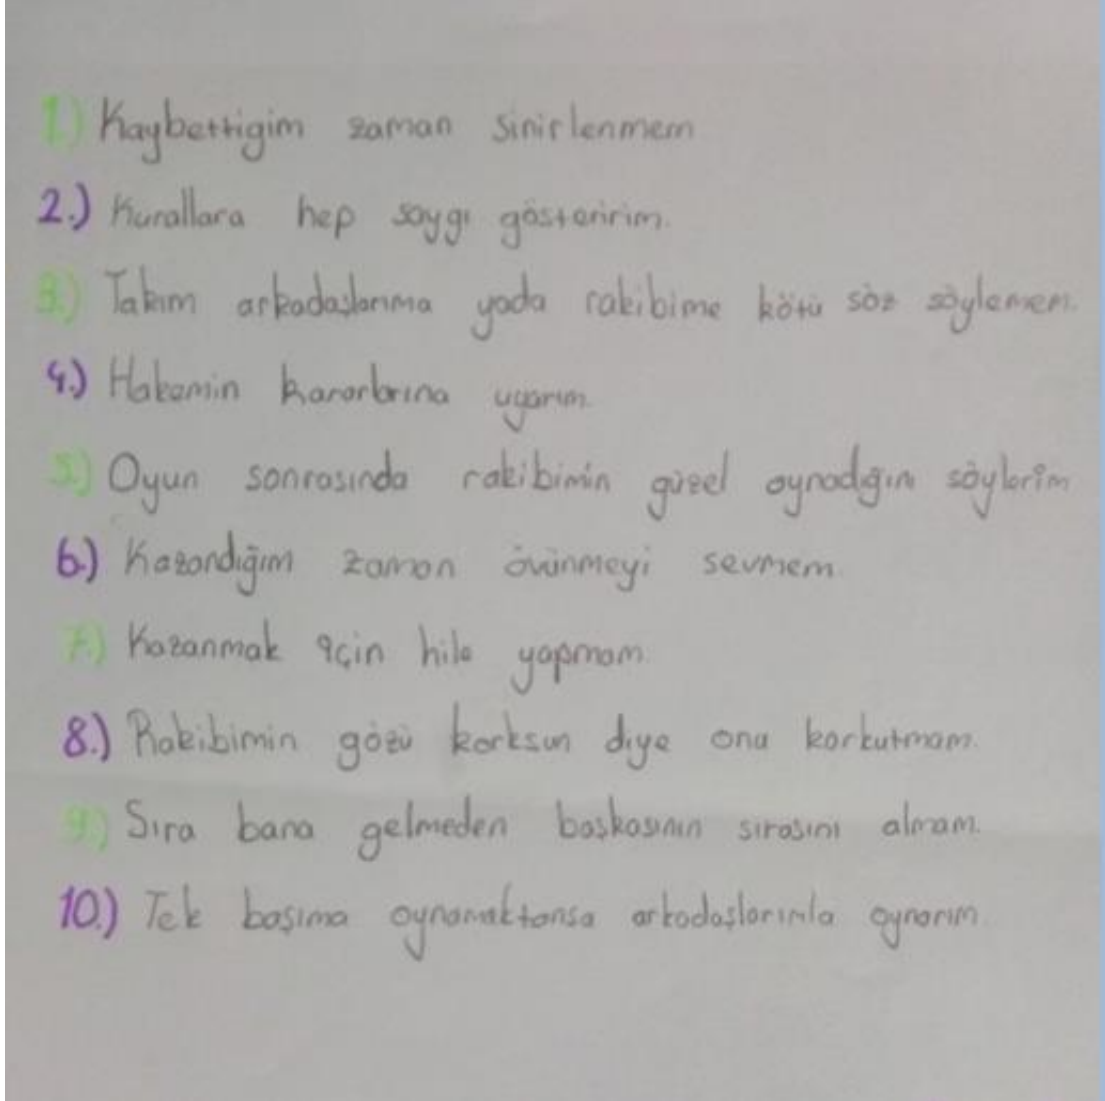 1.) Kaybettigim zaman sinirlenmem
2.) Kurallara hep saygı gösteririm.
3.) Takım arkadaşlarıma yada rakibime kötü söz söylemem.
4.) Hakemin kararlarına uyarım.
5.) Oyun sonrasında rakibimin güzel oynadığını söylerim
6.) Kazandığım zaman övünmeyi sevmem.
7.) Kazanmak için hile yapmam.
8.) Rakibimin gözü korksun diye onu korkutmam.
9.) Sıra bana gelmeden başkasının sırasını almam.
10.) Tek başıma oynamaktansa arkadaşlarımla oynarım.